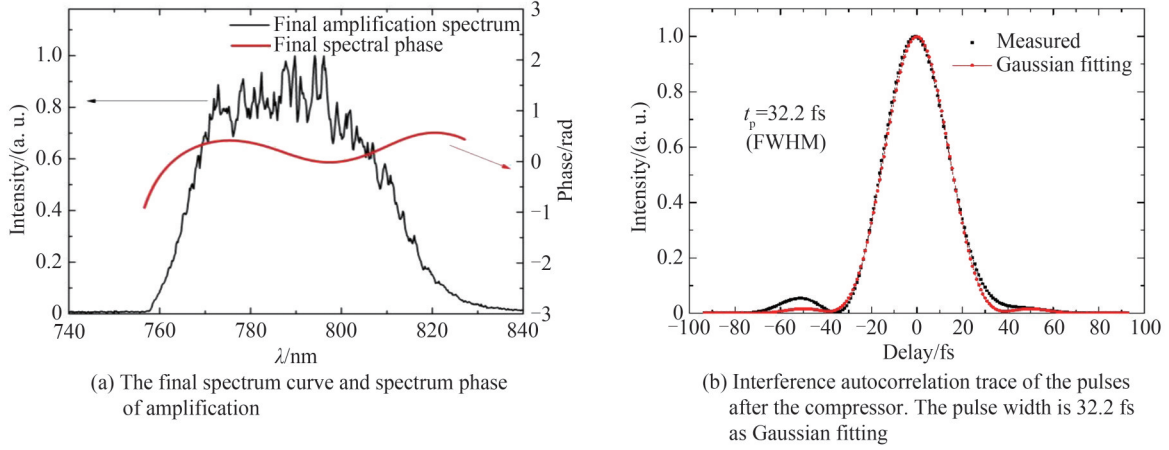 Final amplification spectrum
Final spectral phase
Intensity/(a. u.)
1.0
0.8
0.6
0.4
0.2
0
3
2
1
0
−1
−2
−3
Phase/rad
740 760 780 800 820 840
λ/nm
(a) The final spectrum curve and spectrum phase
of amplification
Measured
Gaussian fitting
t_p=32.2 fs
(FWHM)
Intensity/(a. u.)
1.0
0.8
0.6
0.4
0.2
0
−100 −80 −60 −40 −20 0 20 40 60 80 100
Delay/fs
(b) Interference autocorrelation trace of the pulses
after the compressor. The pulse width is 32.2 fs
as Gaussian fitting